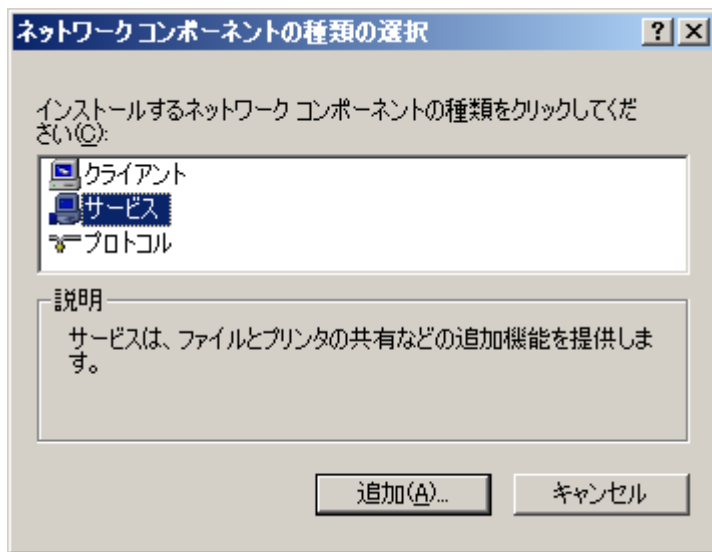 ネットワーク コンポーネントの種類の選択
インストールするネットワーク コンポーネントの種類をクリックしてくだ
さい(C):
クライアント
サービス
プロトコル
説明
サービスは、ファイルとプリンタの共有などの追加機能を提供しま
す。
追加(A)...
キャンセル